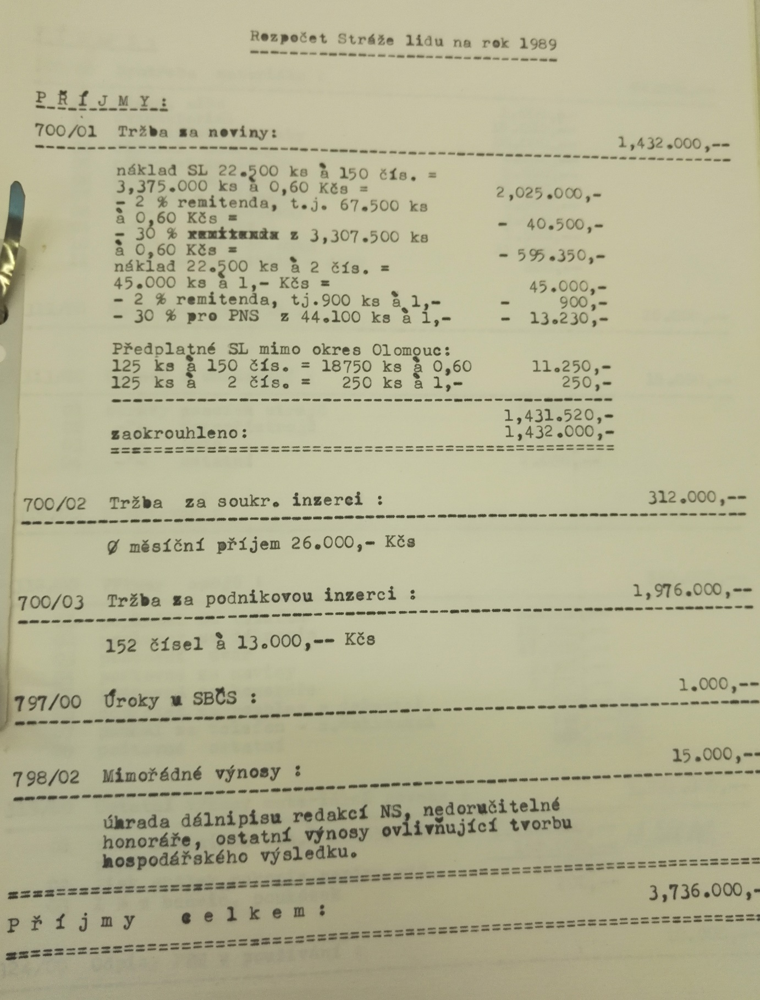 Rozpočet Stráže lidu na rok 1989
PŘÍJMY:
700/01 Tržba za noviny: 1,432.000,--
náklad SL 22.500 ks à 150 čís. =
3,375.000 ks à 0,60 Kčs = 2,025.000,-
- 2 % remitenda, t.j. 67.500 ks
à 0,60 Kčs = - 40.500,-
- 30 % z 3,307.500 ks
à 0,60 Kčs = - 595.350,-
náklad 22.500 ks à 2 čís. =
45.000 ks à 1,- Kčs = 45.000,-
- 2 % remitenda, tj.900 ks à 1,- - 900,-
- 30 % pro PNS z 44.100 ks à 1,- - 13.230,-
Předplatné SL mimo okres Olomouc:
125 ks à 150 čís. = 18750 ks à 0,60 11.250,-
125 ks à 2 čís. = 250 ks à 1,- 250,-
1,431.520,-
zaokrouhleno: 1,432.000,-
700/02 Tržba za soukr. inzerci : 312.000,--
Ø měsíční příjem 26.000,- Kčs
700/03 Tržba za podnikovou inzerci : 1,976.000,--
152 čísel à 13.000,-- Kčs
797/00 Úroky u SBČS : 1.000,--
798/02 Mimořádné výnosy : 15.000,--
úhrada dálnipisu redakcí NS, nedoručitelné
honoráře, ostatní výnosy ovlivňující tvorbu
hospodářského výsledku.
Příjmy celkem: 3,736.000,-